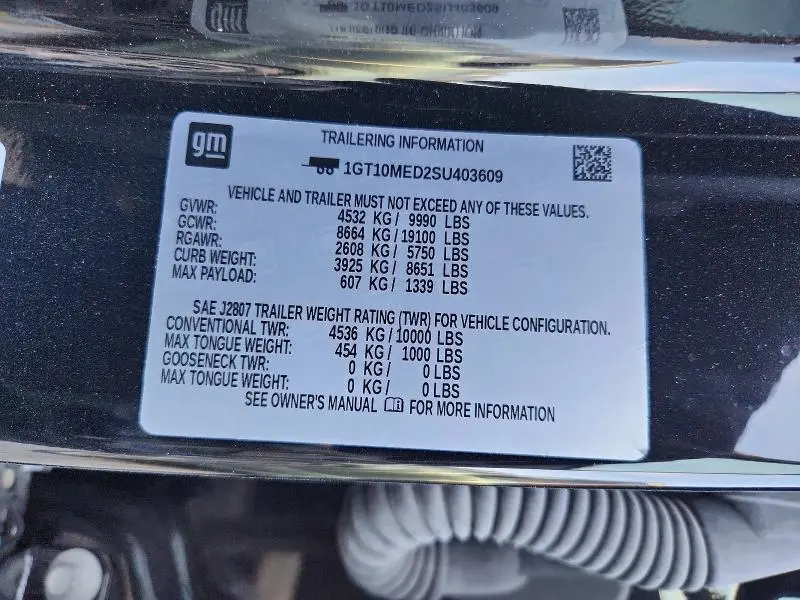 gm
TRAILERING INFORMATION
1GT10MED2SU403609
VEHICLE AND TRAILER MUST NOT EXCEED ANY OF THESE VALUES.
GVWR: 4532 KG / 9990 LBS
GCWR: 8664 KG / 19100 LBS
RGAWR: 2608 KG / 5750 LBS
CURB WEIGHT: 3925 KG / 8651 LBS
MAX PAYLOAD: 607 KG / 1339 LBS
SAE J2807 TRAILER WEIGHT RATING (TWR) FOR VEHICLE CONFIGURATION.
CONVENTIONAL TWR: 4536 KG / 10000 LBS
MAX TONGUE WEIGHT: 454 KG / 1000 LBS
GOOSENECK TWR: 0 KG / 0 LBS
MAX TONGUE WEIGHT: 0 KG / 0 LBS
SEE OWNER'S MANUAL FOR MORE INFORMATION